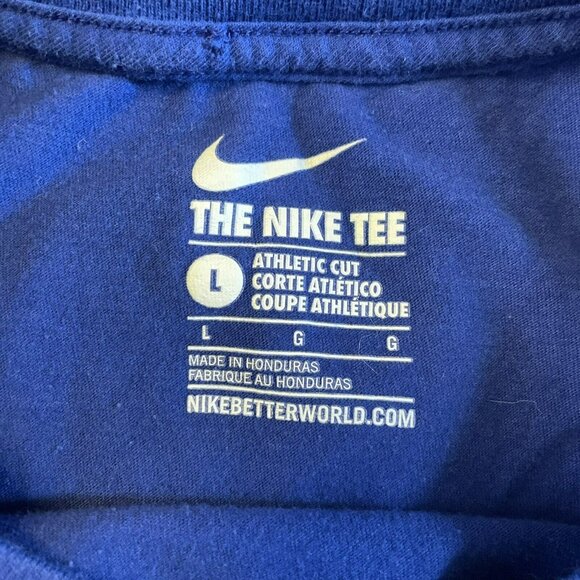 THE NIKE TEE
L
ATHLETIC CUT
CORTE ATLÉTICO
COUPE ATHLÉTIQUE
L G G
MADE IN HONDURAS
FABRIQUE AU HONDURAS
NIKEBETTERWORLD.COM